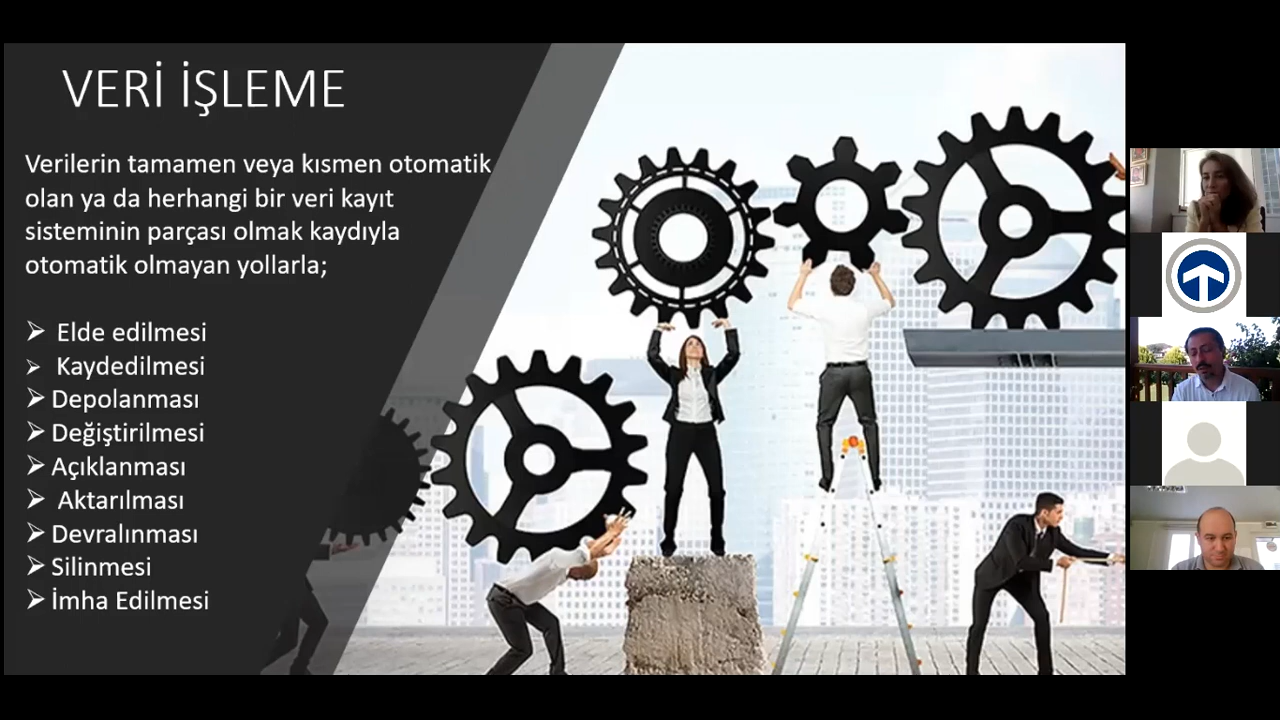 VERİ İŞLEME
Verilerin tamamen veya kısmen otomatik
olan ya da herhangi bir veri kayıt
sisteminin parçası olmak kaydıyla
otomatik olmayan yollarla;
Elde edilmesi
Kaydedilmesi
Depolanması
Değiştirilmesi
Açıklanması
Aktarılması
Devralınması
Silinmesi
İmha Edilmesi